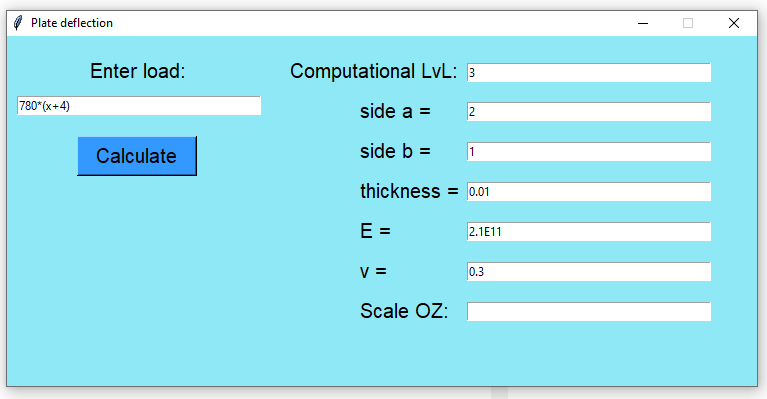 Plate deflection
Enter load:
Computational LvL: 3
780*(x+4)
side a = 2
Calculate
side b = 1
thickness = 0.01
E = 2.1E11
v = 0.3
Scale OZ: